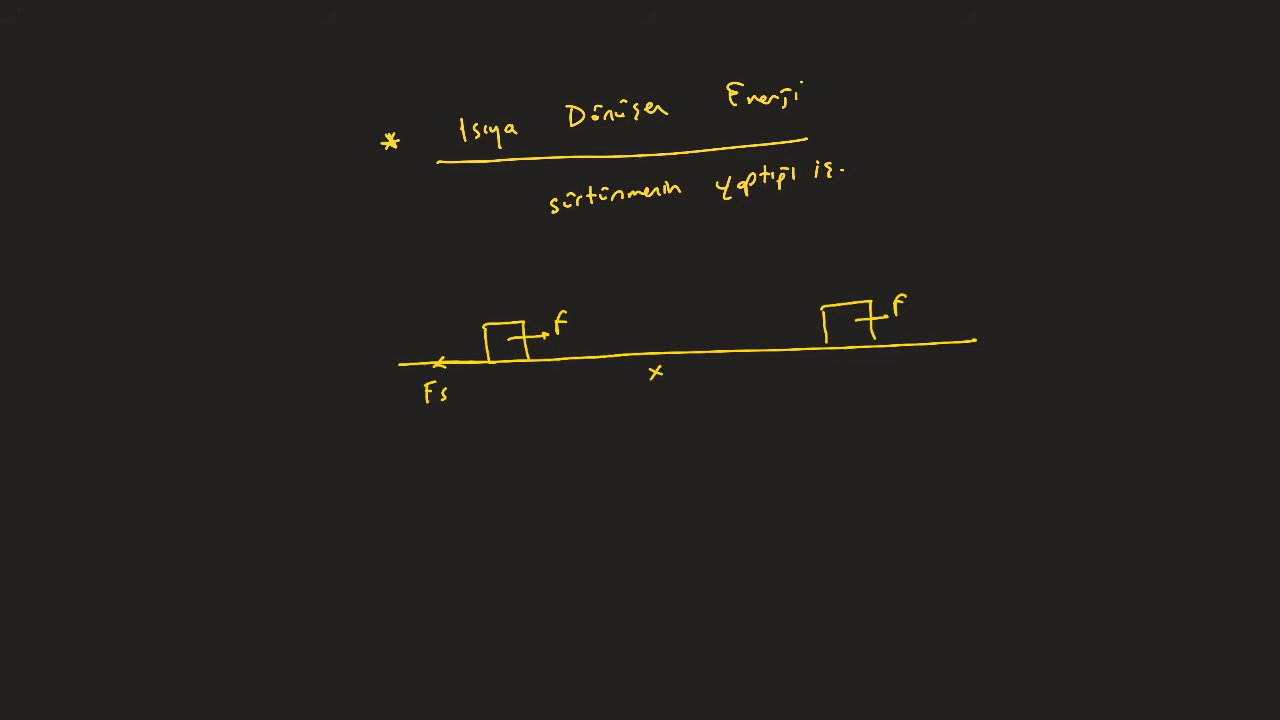 * Isıya Dönüşen Enerji
sürtünmenin yaptığı iş.
F F
Fs x